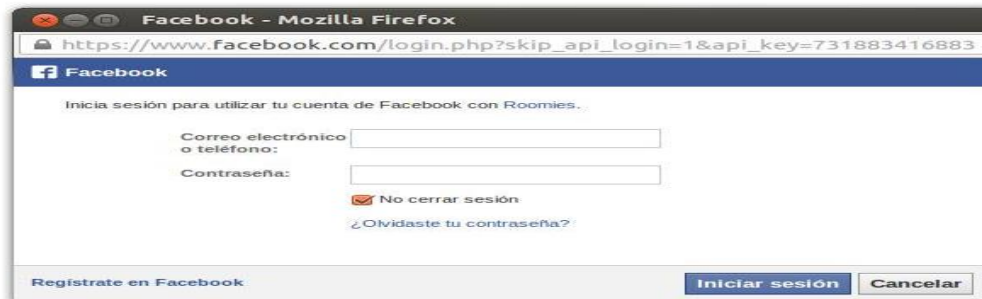 Facebook - Mozilla Firefox
https://www.facebook.com/login.php?skip_api_login=1&api_key=731883416883
Facebook
Inicia sesión para utilizar tu cuenta de Facebook con Roomies.
Correo electrónico
o teléfono:
Contraseña:
No cerrar sesión
¿Olvidaste tu contraseña?
Regístrate en Facebook
Iniciar sesión
Cancelar